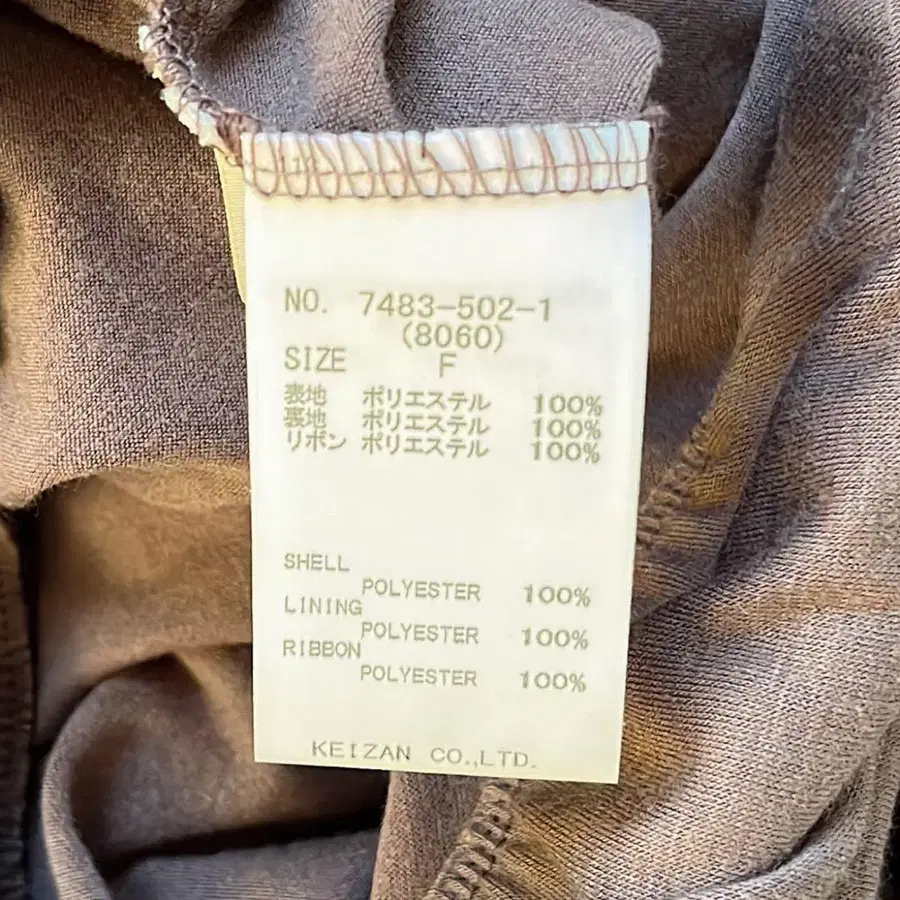 NO. 7483-502-1
(8060)
SIZE F
表地 ポリエステル 100%
裏地 ポリエステル 100%
リボン ポリエステル 100%
SHELL
POLYESTER 100%
LINING
POLYESTER 100%
RIBBON
POLYESTER 100%
KEIZAN CO.,LTD.